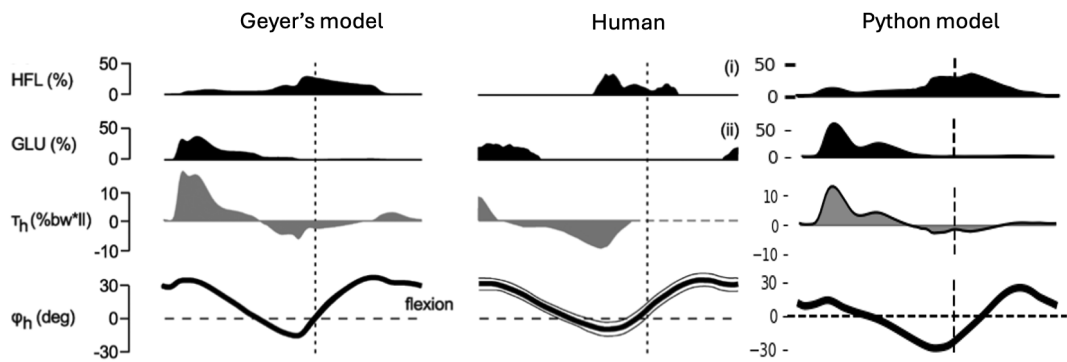 Geyer's model Human Python model
HFL (%) 50 0 (i) 50 0
GLU (%) 50 0 (ii) 50 0
τh (%bw*ll) 10 0 -10 10 0 -10
φh (deg) 30 0 -30 flexion 30 0 -30